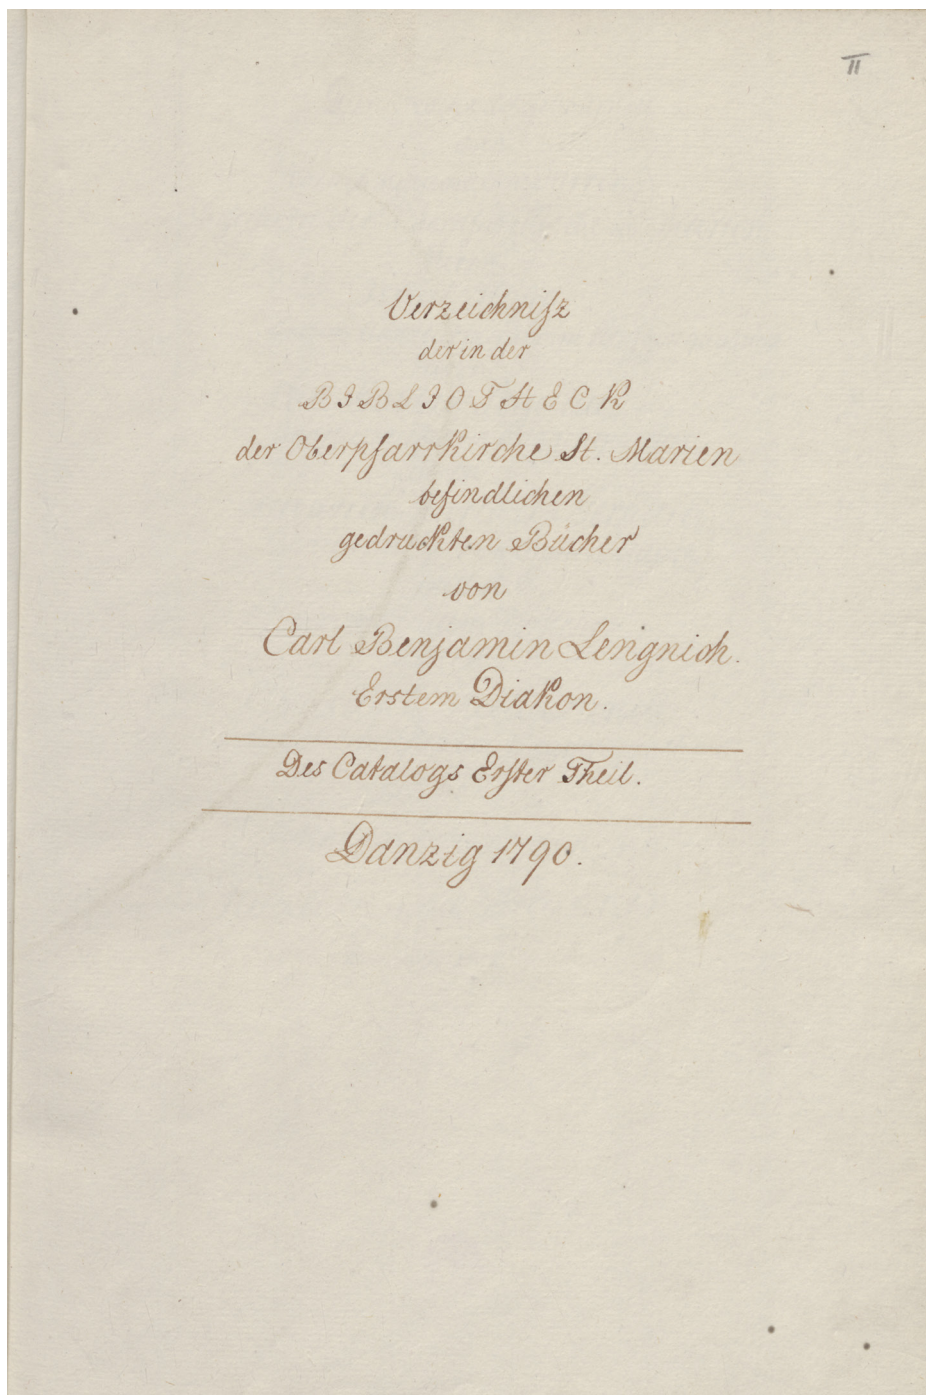 II
Verzeichniſz
der in der
BIBLIOTHECK
der Oberpfarrkirche St. Marien
befindlichen
gedruckten Bücher
von
Carl Benjamin Lengnich.
Erstem Diakon.
Des Catalogs Erſter Theil.
Danzig 1790.